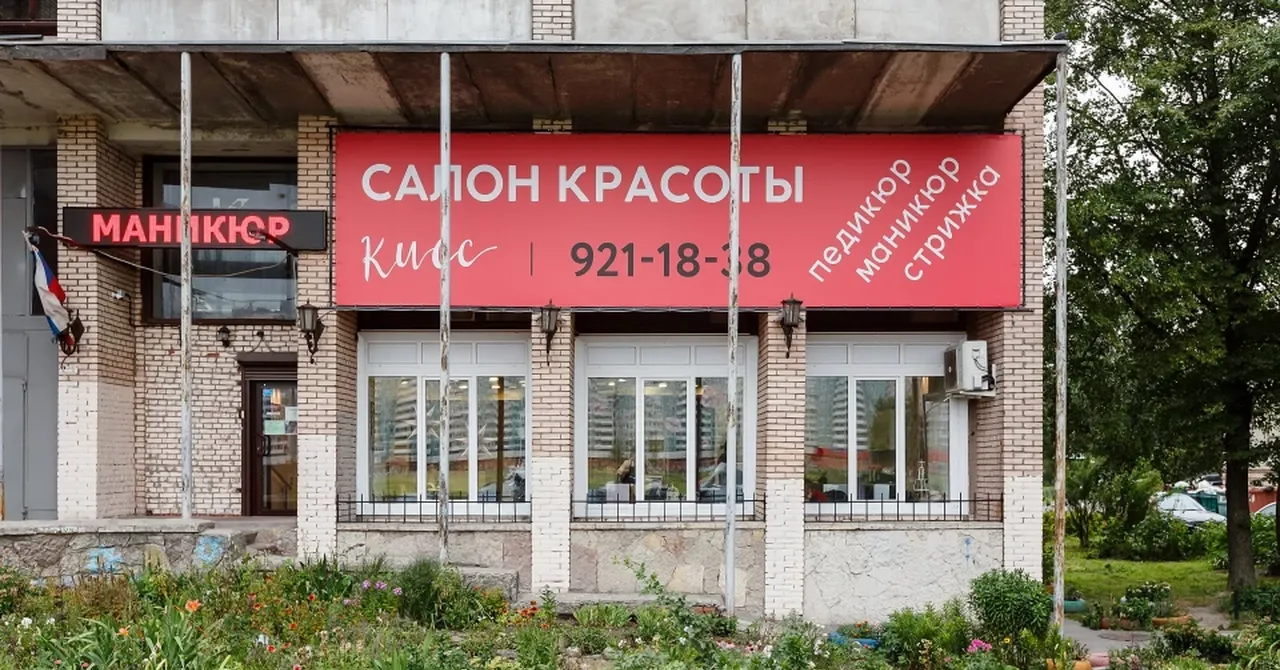 МАНИКЮР
САЛОН КРАСОТЫ
Кисс
921-18-38
педикюр
маникюр
стрижка